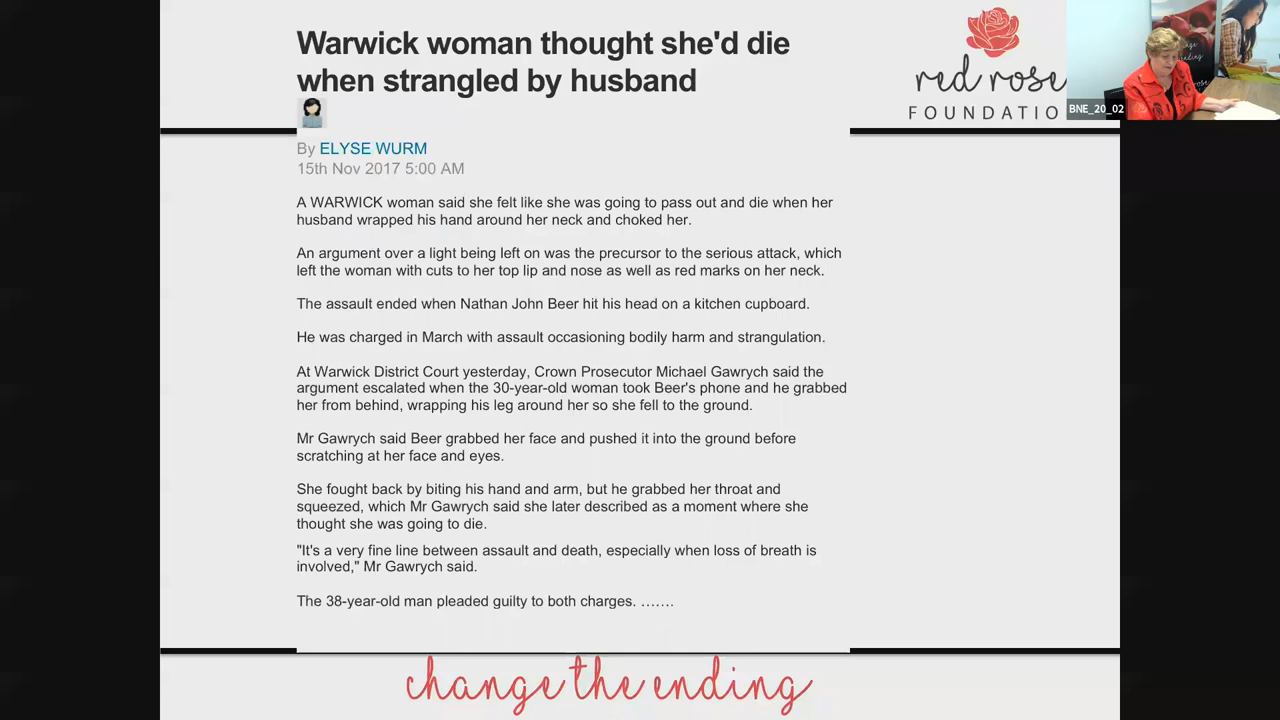 Warwick woman thought she'd die
when strangled by husband
red rose
FOUNDATIO
BNE_20_02
By ELYSE WURM
15th Nov 2017 5:00 AM
A WARWICK woman said she felt like she was going to pass out and die when her
husband wrapped his hand around her neck and choked her.
An argument over a light being left on was the precursor to the serious attack, which
left the woman with cuts to her top lip and nose as well as red marks on her neck.
The assault ended when Nathan John Beer hit his head on a kitchen cupboard.
He was charged in March with assault occasioning bodily harm and strangulation.
At Warwick District Court yesterday, Crown Prosecutor Michael Gawrych said the
argument escalated when the 30-year-old woman took Beer's phone and he grabbed
her from behind, wrapping his leg around her so she fell to the ground.
Mr Gawrych said Beer grabbed her face and pushed it into the ground before
scratching at her face and eyes.
She fought back by biting his hand and arm, but he grabbed her throat and
squeezed, which Mr Gawrych said she later described as a moment where she
thought she was going to die.
"It's a very fine line between assault and death, especially when loss of breath is
involved," Mr Gawrych said.
The 38-year-old man pleaded guilty to both charges. …….
change the ending